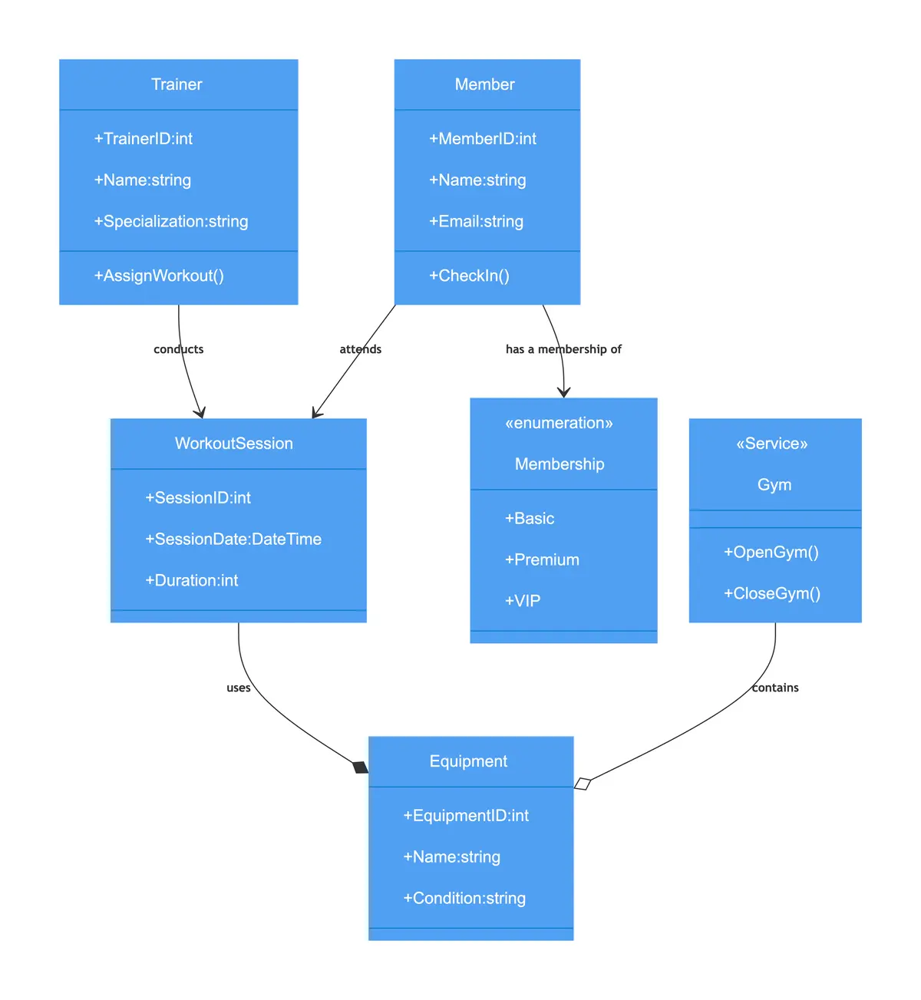 Trainer
+TrainerID:int
+Name:string
+Specialization:string
+AssignWorkout()
Member
+MemberID:int
+Name:string
+Email:string
+CheckIn()
conducts
attends
has a membership of
WorkoutSession
+SessionID:int
+SessionDate:DateTime
+Duration:int
«enumeration»
Membership
+Basic
+Premium
+VIP
«Service»
Gym
+OpenGym()
+CloseGym()
uses
contains
Equipment
+EquipmentID:int
+Name:string
+Condition:string